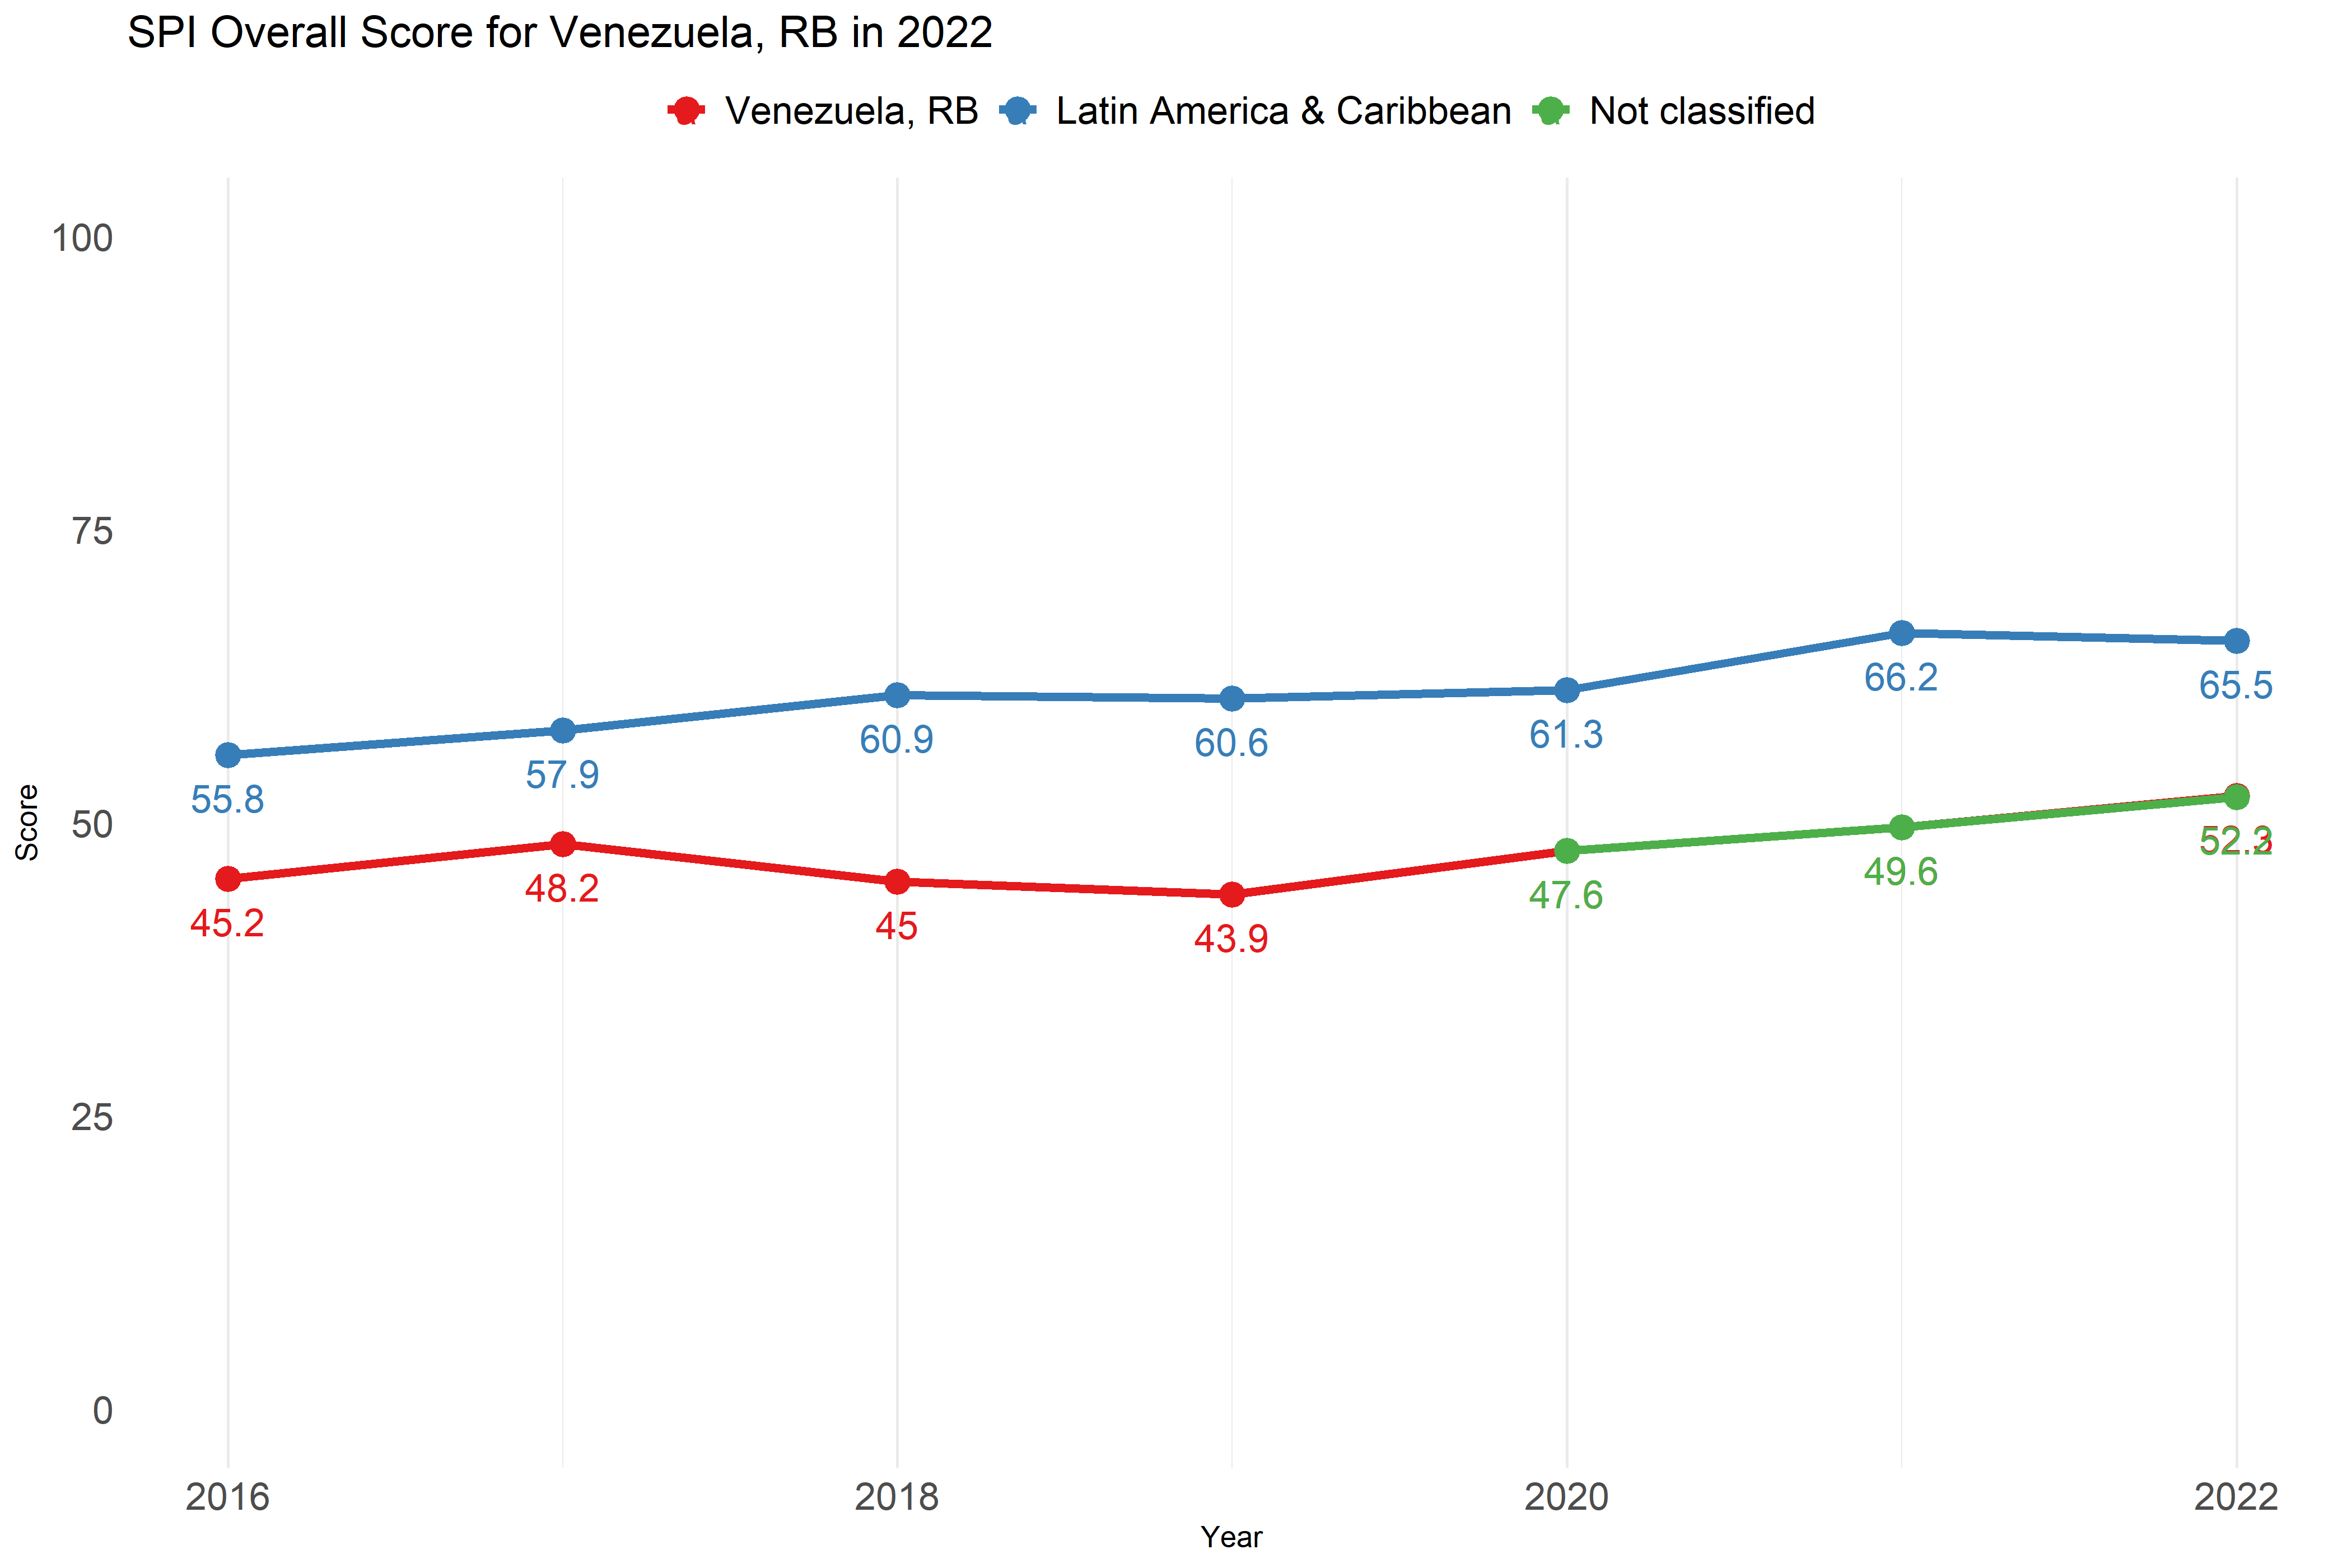 SPI Overall Score for Venezuela, RB in 2022
Venezuela, RB Latin America & Caribbean Not classified
100
75
50
25
0
Score
55.8 57.9 60.9 60.6 61.3 66.2 65.5
45.2 48.2 45 43.9 47.6 49.6 52.2
2016 2018 2020 2022
Year